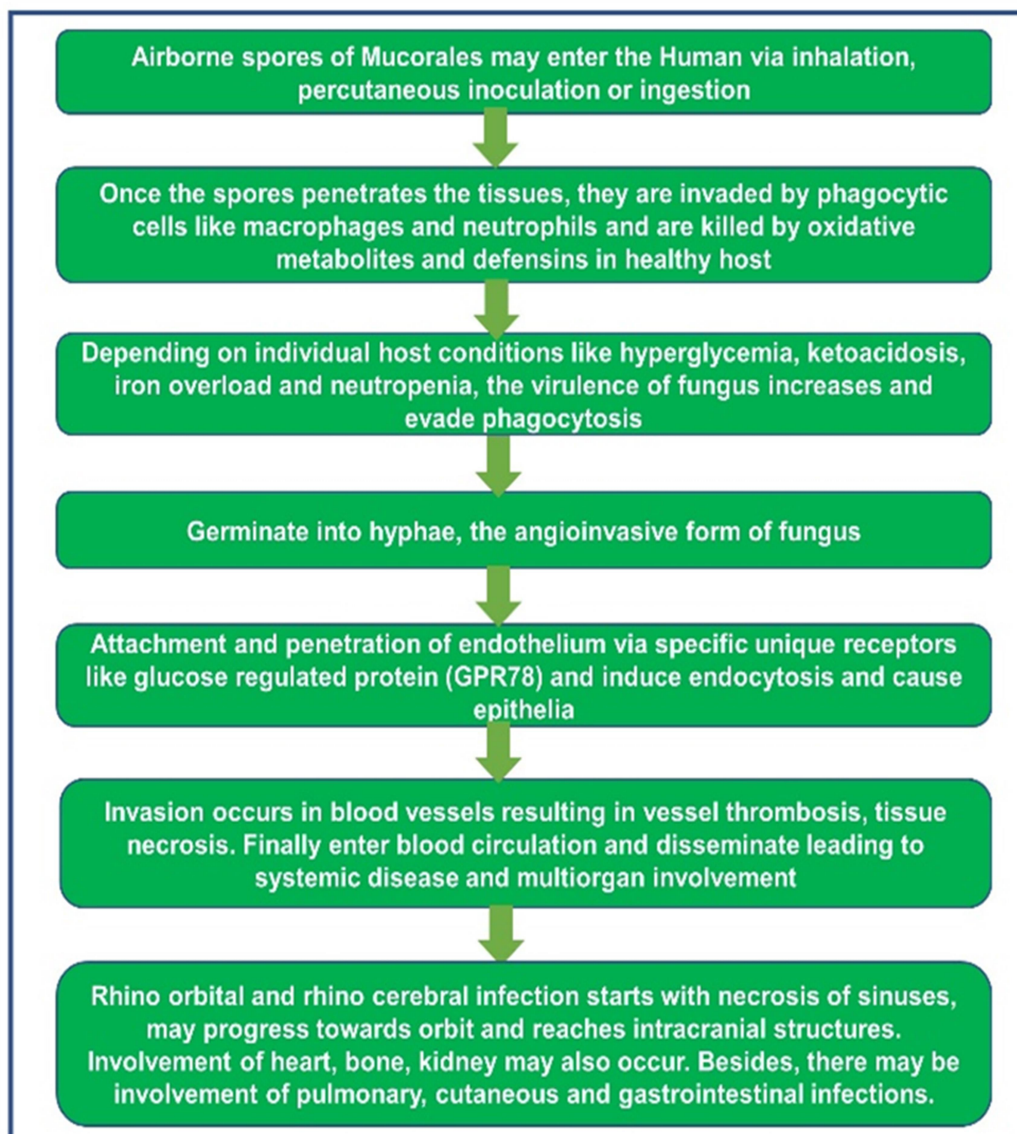 Airborne spores of Mucorales may enter the Human via inhalation,
percutaneous inoculation or ingestion
Once the spores penetrates the tissues, they are invaded by phagocytic
cells like macrophages and neutrophils and are killed by oxidative
metabolites and defensins in healthy host
Depending on individual host conditions like hyperglycemia, ketoacidosis,
iron overload and neutropenia, the virulence of fungus increases and
evade phagocytosis
Germinate into hyphae, the angioinvasive form of fungus
Attachment and penetration of endothelium via specific unique receptors
like glucose regulated protein (GPR78) and induce endocytosis and cause
epithelia
Invasion occurs in blood vessels resulting in vessel thrombosis, tissue
necrosis. Finally enter blood circulation and disseminate leading to
systemic disease and multiorgan involvement
Rhino orbital and rhino cerebral infection starts with necrosis of sinuses,
may progress towards orbit and reaches intracranial structures.
Involvement of heart, bone, kidney may also occur. Besides, there may be
involvement of pulmonary, cutaneous and gastrointestinal infections.